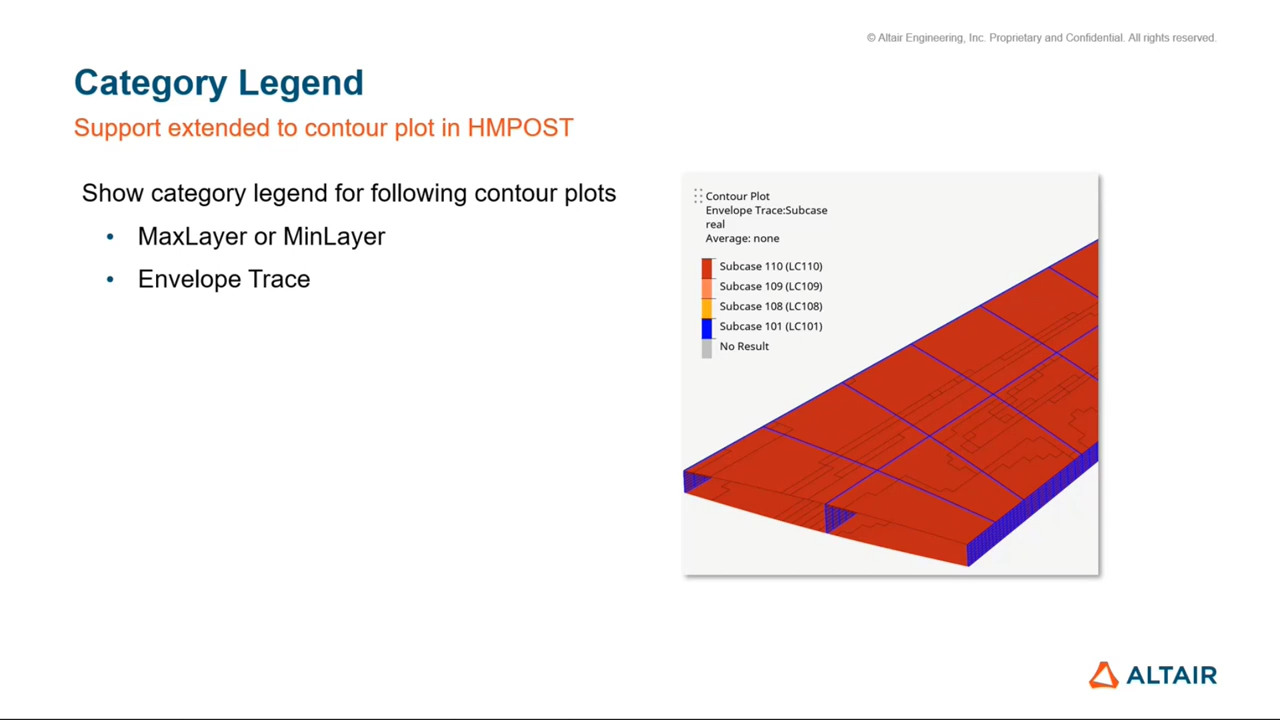 © Altair Engineering, Inc. Proprietary and Confidential. All rights reserved.
Category Legend
Support extended to contour plot in HMPOST
Show category legend for following contour plots
• MaxLayer or MinLayer
• Envelope Trace
Contour Plot
Envelope Trace:Subcase
real
Average: none
Subcase 110 (LC110)
Subcase 109 (LC109)
Subcase 108 (LC108)
Subcase 101 (LC101)
No Result
ALTAIR